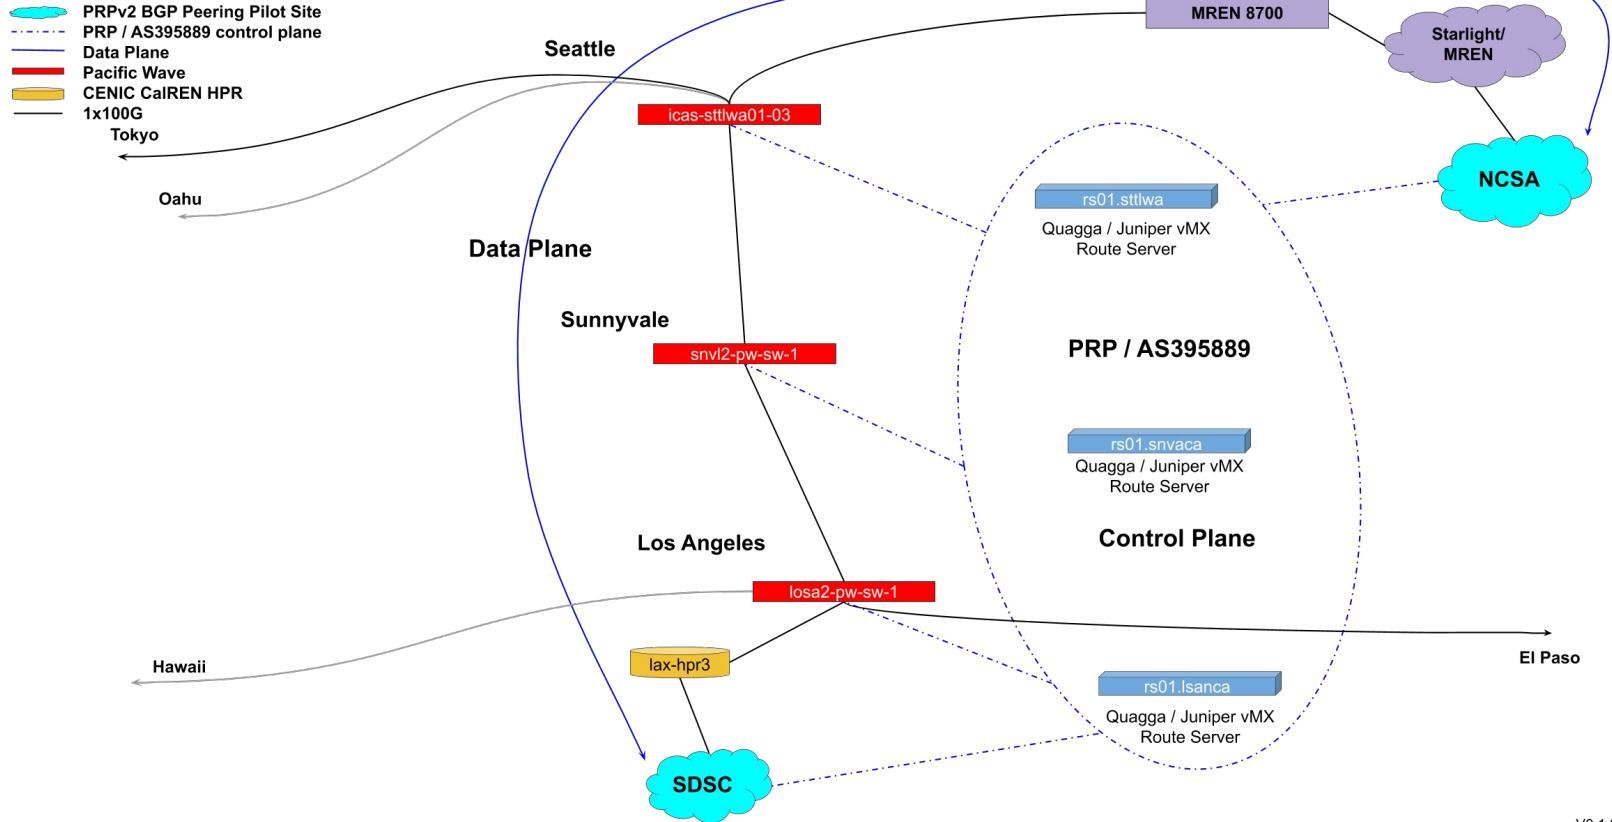 PRPv2 BGP Peering Pilot Site
PRP / AS395889 control plane
Data Plane
Pacific Wave
CENIC CalREN HPR
1x100G
Tokyo
Oahu
Seattle
icas-sttlwa01-03
MREN 8700
Starlight/
MREN
NCSA
rs01.sttlwa
Quagga / Juniper vMX
Route Server
Data Plane
Sunnyvale
snvl2-pw-sw-1
PRP / AS395889
rs01.snvaca
Quagga / Juniper vMX
Route Server
Control Plane
Los Angeles
losa2-pw-sw-1
Hawaii
lax-hpr3
El Paso
rs01.lsanca
Quagga / Juniper vMX
Route Server
SDSC